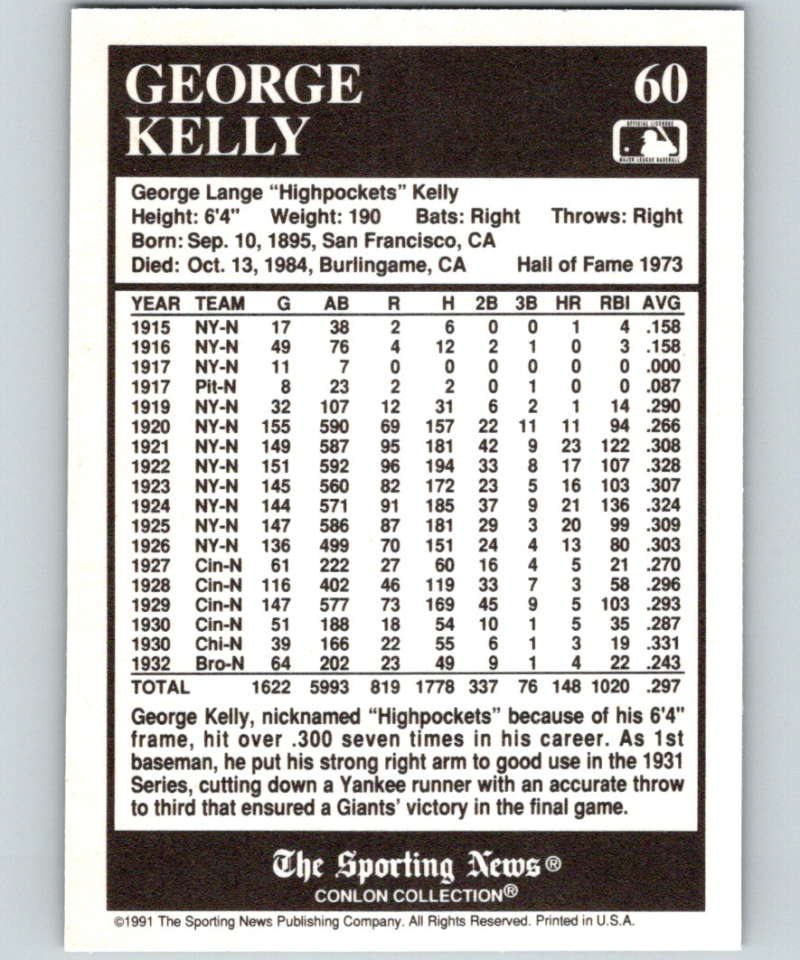 GEORGE 60
KELLY
OFFICIAL LICENSEE
MAJOR LEAGUE BASEBALL
George Lange "Highpockets" Kelly
Height: 6'4" Weight: 190 Bats: Right Throws: Right
Born: Sep. 10, 1895, San Francisco, CA
Died: Oct. 13, 1984, Burlingame, CA Hall of Fame 1973
YEAR TEAM G AB R H 2B 3B HR RBI AVG
1915 NY-N 17 38 2 6 0 0 1 4 .158
1916 NY-N 49 76 4 12 2 1 0 3 .158
1917 NY-N 11 7 0 0 0 0 0 0 .000
1917 Pit-N 8 23 2 2 0 1 0 0 .087
1919 NY-N 32 107 12 31 6 2 1 14 .290
1920 NY-N 155 590 69 157 22 11 11 94 .266
1921 NY-N 149 587 95 181 42 9 23 122 .308
1922 NY-N 151 592 96 194 33 8 17 107 .328
1923 NY-N 145 560 82 172 23 5 16 103 .307
1924 NY-N 144 571 91 185 37 9 21 136 .324
1925 NY-N 147 586 87 181 29 3 20 99 .309
1926 NY-N 136 499 70 151 24 4 13 80 .303
1927 Cin-N 61 222 27 60 16 4 5 21 .270
1928 Cin-N 116 402 46 119 33 7 3 58 .296
1929 Cin-N 147 577 73 169 45 9 5 103 .293
1930 Cin-N 51 188 18 54 10 1 5 35 .287
1930 Chi-N 39 166 22 55 6 1 3 19 .331
1932 Bro-N 64 202 23 49 9 1 4 22 .243
TOTAL 1622 5993 819 1778 337 76 148 1020 .297
George Kelly, nicknamed "Highpockets" because of his 6'4"
frame, hit over .300 seven times in his career. As 1st
baseman, he put his strong right arm to good use in the 1931
Series, cutting down a Yankee runner with an accurate throw
to third that ensured a Giants' victory in the final game.
The Sporting News®
CONLON COLLECTION®
©1991 The Sporting News Publishing Company. All Rights Reserved. Printed in U.S.A.